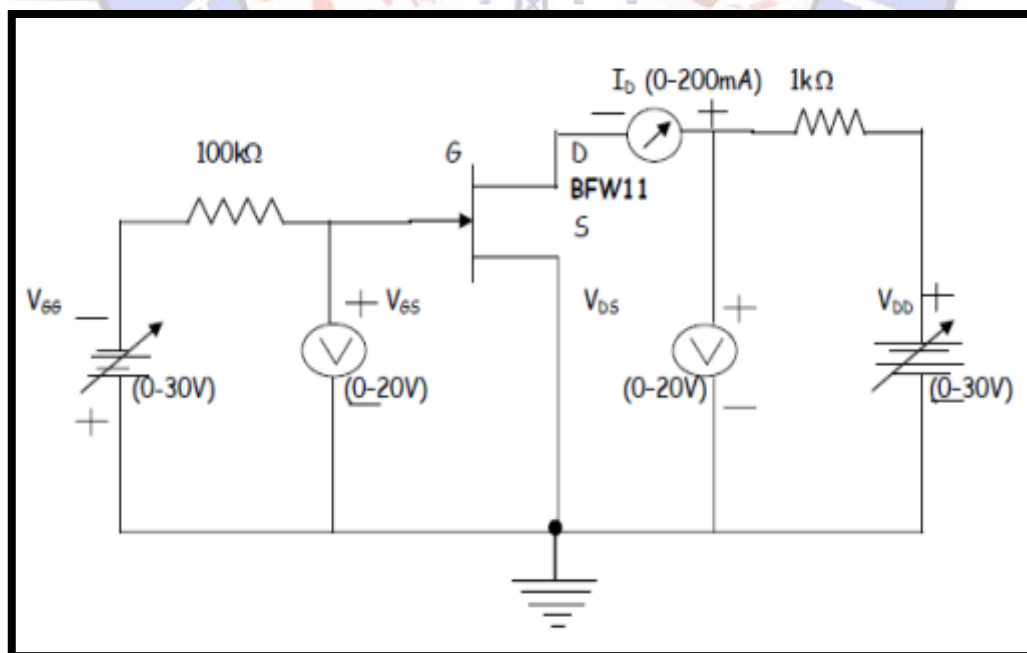 I_D (0-200mA) 1kΩ
− +
100kΩ G D
BFW11
S
V_GG − + V_GS V_DS + V_DD +
V V
(0-30V) (0-20V) (0-20V) (0-30V)
+ − − −